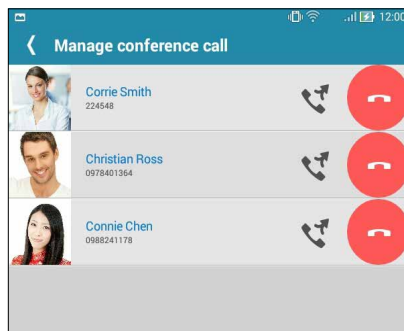 12:00
Manage conference call
Corrie Smith
224548
Christian Ross
0978401364
Connie Chen
0988241178